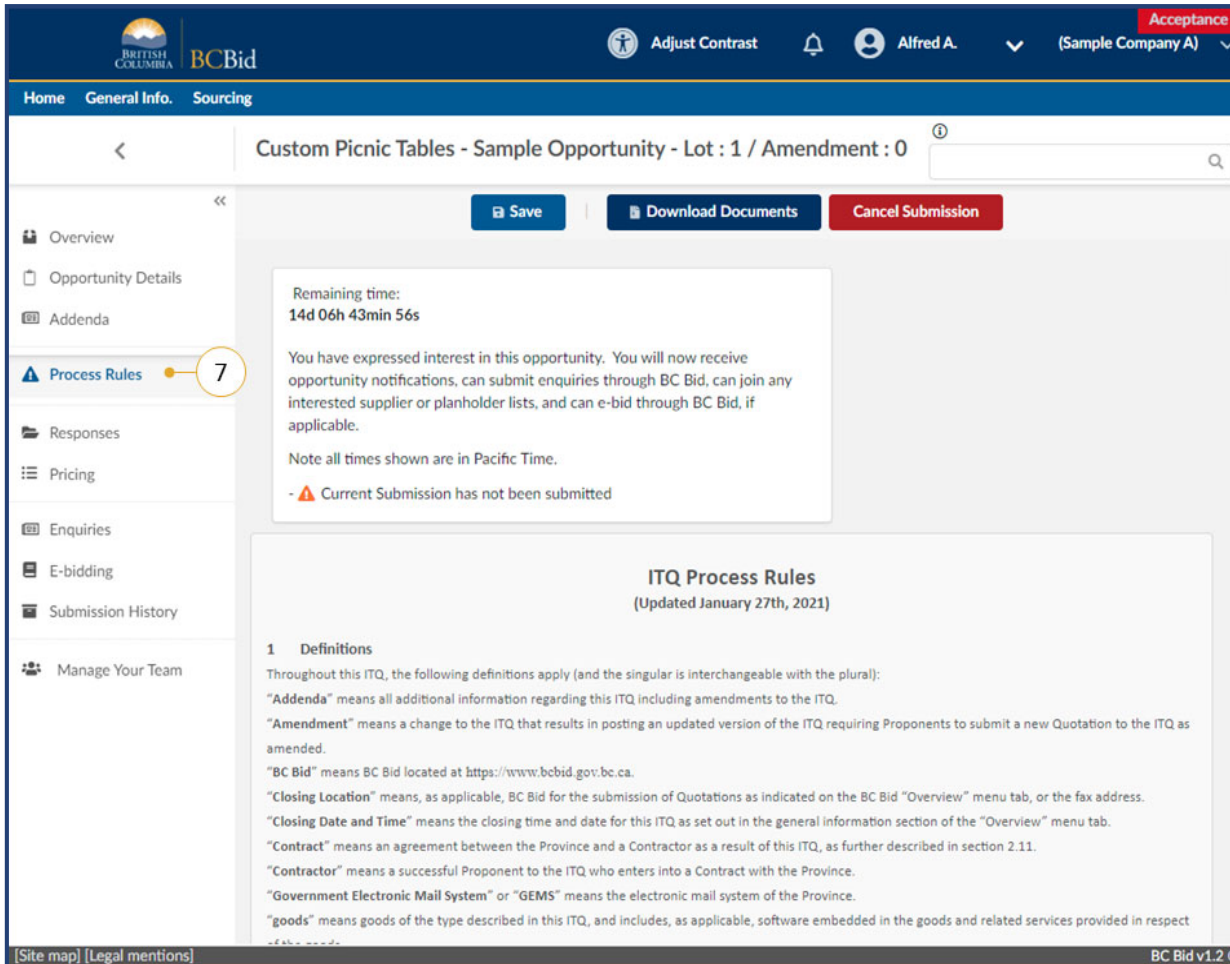 Acceptance
BRITISH
COLUMBIA
BCBid
Adjust Contrast
Alfred A.
(Sample Company A)
Home General Info. Sourcing
Custom Picnic Tables - Sample Opportunity - Lot : 1 / Amendment : 0
Save
Download Documents
Cancel Submission
Overview
Opportunity Details
Addenda
Process Rules
7
Responses
Pricing
Enquiries
E-bidding
Submission History
Manage Your Team
Remaining time:
14d 06h 43min 56s
You have expressed interest in this opportunity. You will now receive
opportunity notifications, can submit enquiries through BC Bid, can join any
interested supplier or planholder lists, and can e-bid through BC Bid, if
applicable.
Note all times shown are in Pacific Time.
- Current Submission has not been submitted
ITQ Process Rules
(Updated January 27th, 2021)
1 Definitions
Throughout this ITQ, the following definitions apply (and the singular is interchangeable with the plural):
“Addenda” means all additional information regarding this ITQ including amendments to the ITQ.
“Amendment” means a change to the ITQ that results in posting an updated version of the ITQ requiring Proponents to submit a new Quotation to the ITQ as
amended.
“BC Bid” means BC Bid located at https://www.bcbid.gov.bc.ca.
“Closing Location” means, as applicable, BC Bid for the submission of Quotations as indicated on the BC Bid “Overview” menu tab, or the fax address.
“Closing Date and Time” means the closing time and date for this ITQ as set out in the general information section of the “Overview” menu tab.
“Contract” means an agreement between the Province and a Contractor as a result of this ITQ, as further described in section 2.11.
“Contractor” means a successful Proponent to the ITQ who enters into a Contract with the Province.
“Government Electronic Mail System” or “GEMS” means the electronic mail system of the Province.
“goods” means goods of the type described in this ITQ, and includes, as applicable, software embedded in the goods and related services provided in respect
of the goods
[Site map] [Legal mentions]
BC Bid v1.2